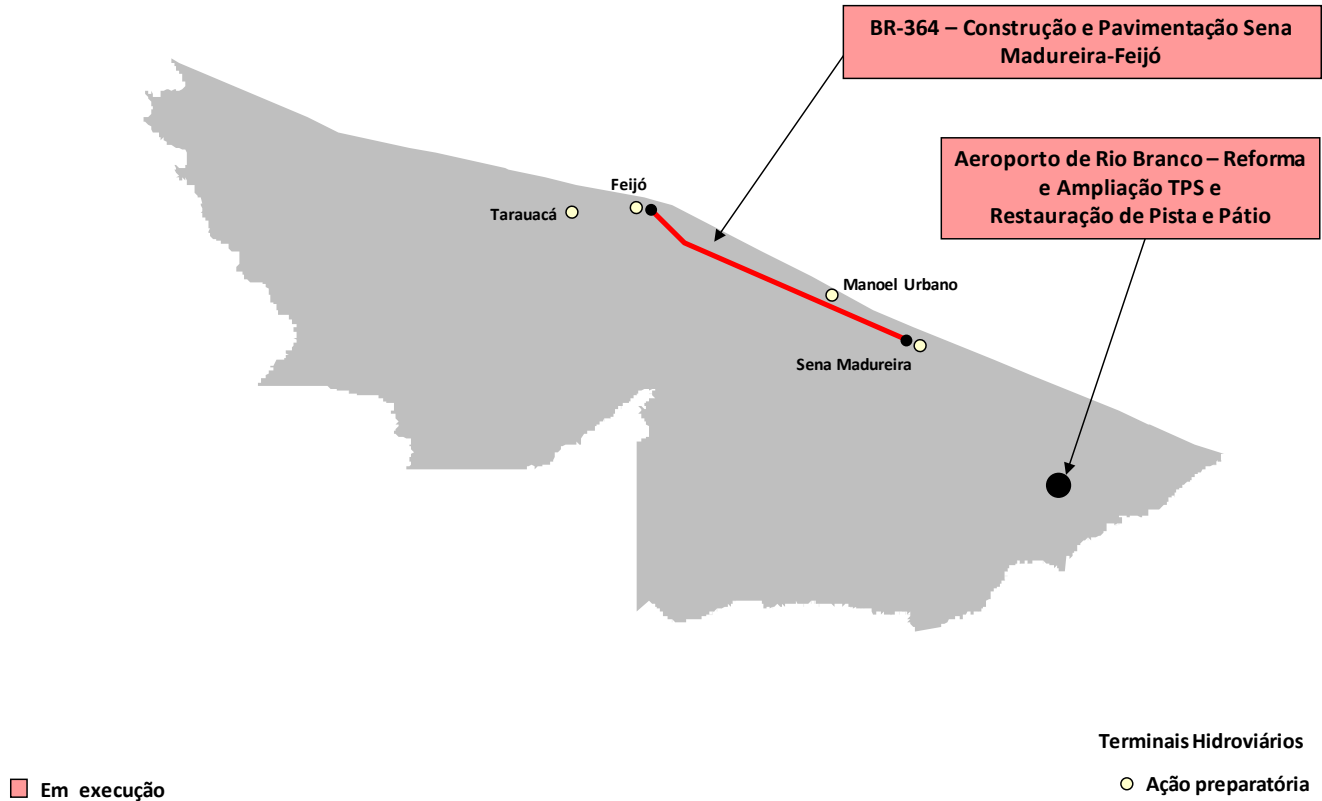 BR-364 – Construção e Pavimentação Sena
Madureira-Feijó
Aeroporto de Rio Branco – Reforma
e Ampliação TPS e
Restauração de Pista e Pátio
Feijó
Tarauacá
Manoel Urbano
Sena Madureira
Terminais Hidroviários
Ação preparatória
Em execução